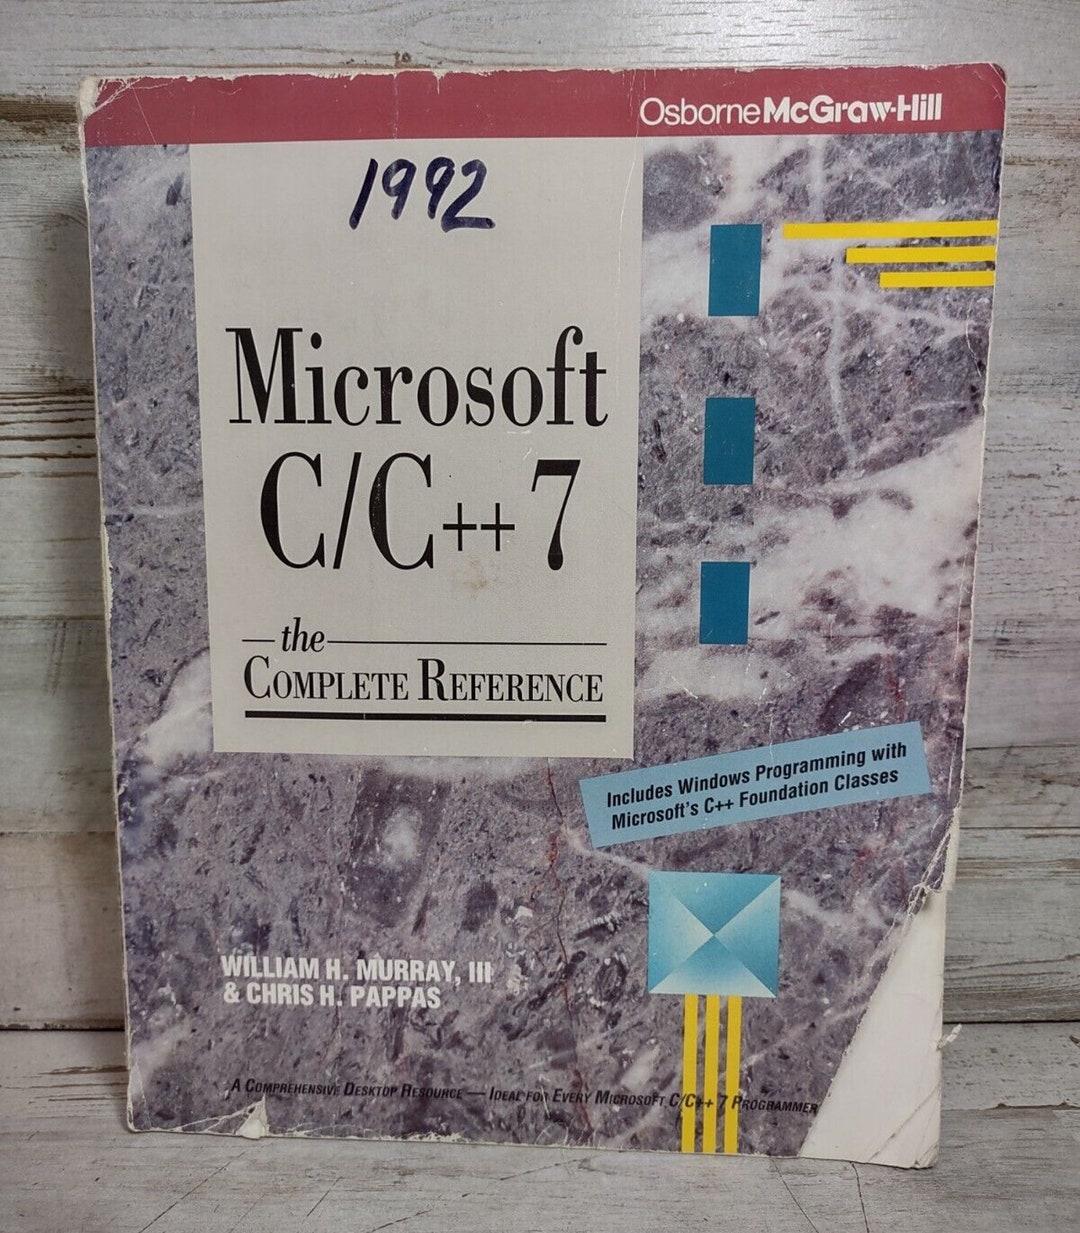 Osborne McGraw-Hill
1992
Microsoft
C/C++ 7
the
COMPLETE REFERENCE
Includes Windows Programming with
Microsoft's C++ Foundation Classes
WILLIAM H. MURRAY, III
& CHRIS H. PAPPAS
A COMPREHENSIVE DESKTOP RESOURCE — IDEAL FOR EVERY MICROSOFT C/C++ 7 PROGRAMMER